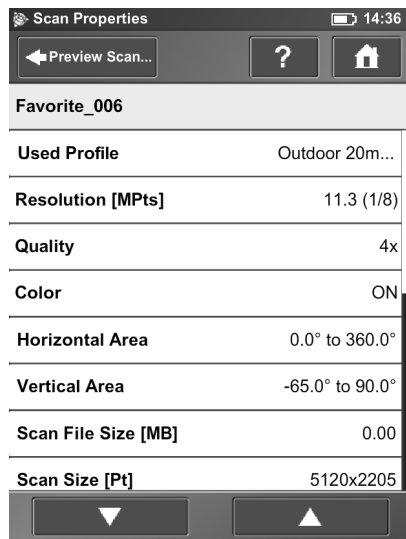 Scan Properties 14:36
Preview Scan... ?
Favorite_006
Used Profile Outdoor 20m...
Resolution [MPts] 11.3 (1/8)
Quality 4x
Color ON
Horizontal Area 0.0° to 360.0°
Vertical Area -65.0° to 90.0°
Scan File Size [MB] 0.00
Scan Size [Pt] 5120x2205